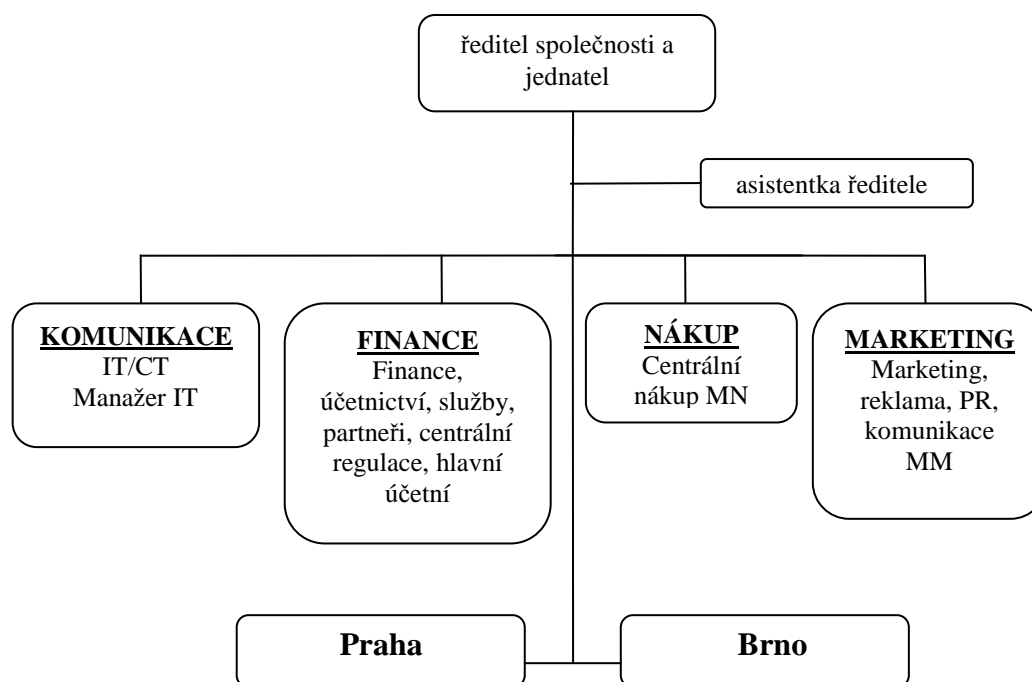 ředitel společnosti a
jednatel
asistentka ředitele
KOMUNIKACE
IT/CT
Manažer IT
FINANCE
Finance,
účetnictví, služby,
partneři, centrální
regulace, hlavní
účetní
NÁKUP
Centrální
nákup MN
MARKETING
Marketing,
reklama, PR,
komunikace
MM
Praha
Brno